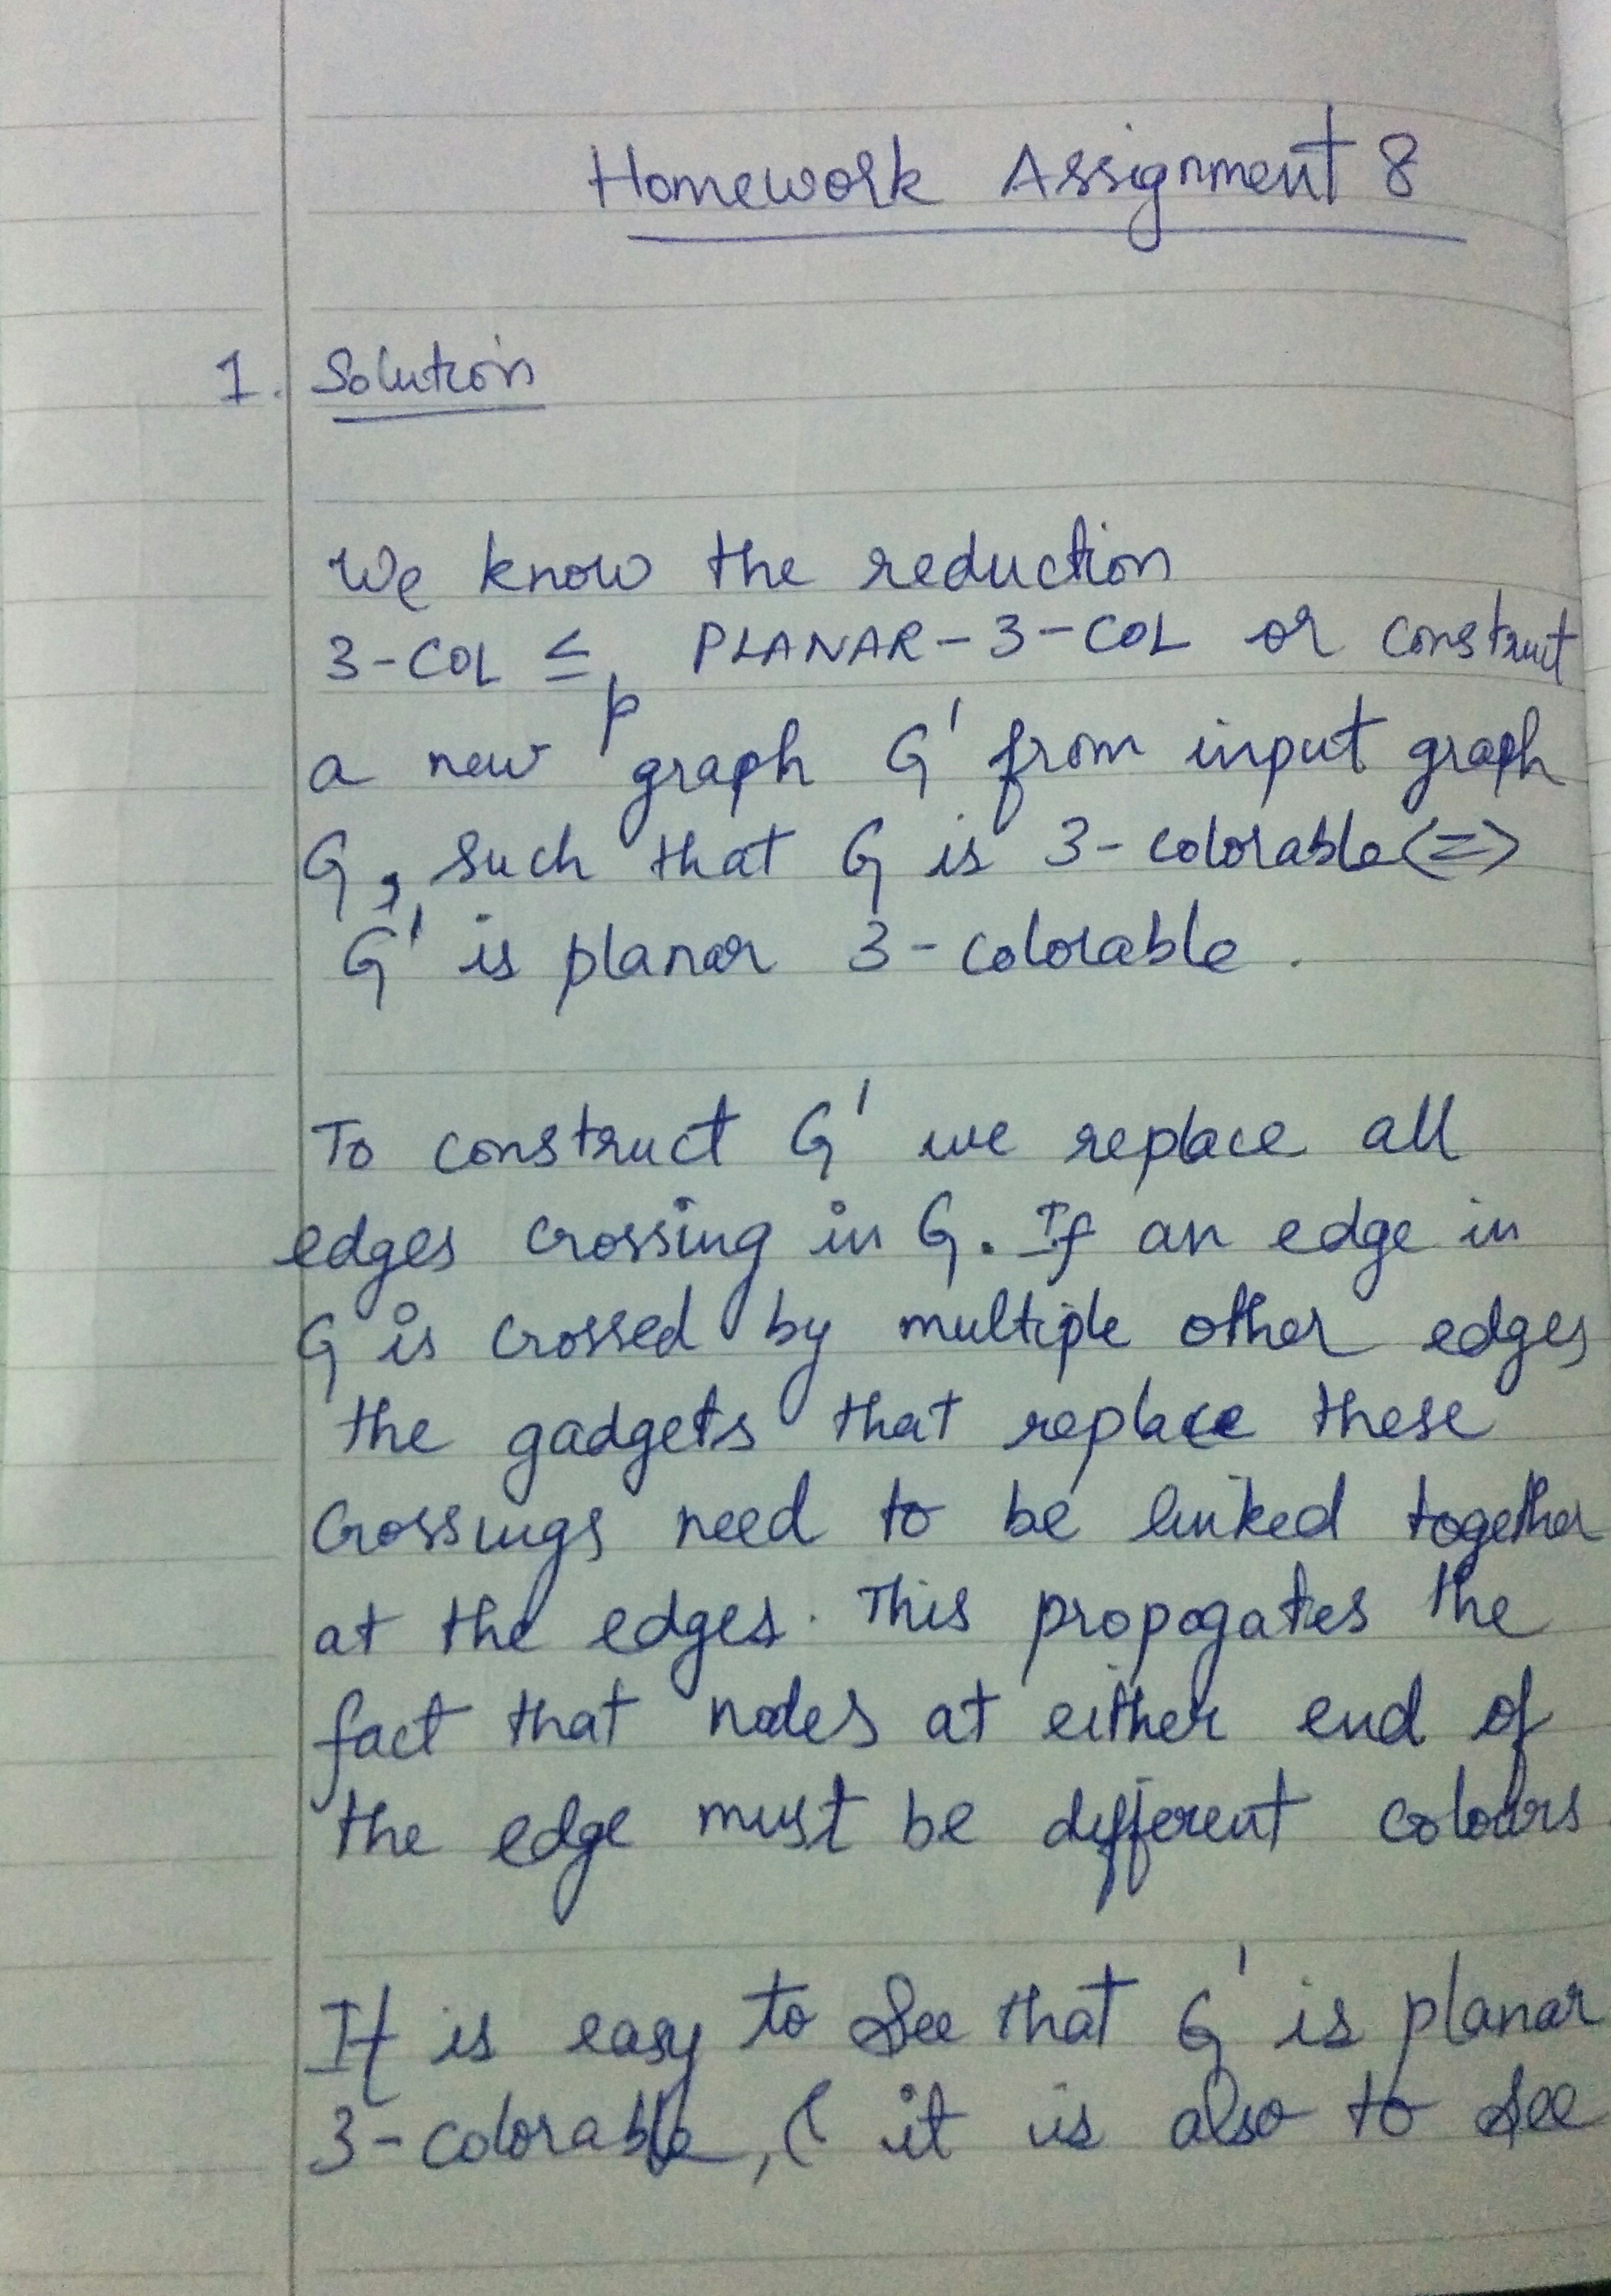 Homework Assignment 8
1. Solution
We know the reduction
3-COL ≤p PLANAR-3-COL or construct
a new graph G' from input graph
G, such that G is 3-colorable <=>
G' is planar 3-colorable.
To construct G' we replace all
edges crossing in G. If an edge in
G is crossed by multiple other edges
the gadgets that replace these
crossings need to be linked together
at the edges. This propogates the
fact that nodes at either end of
the edge must be different colours
It is easy to see that G' is planar
3-colorable, ( it is also to see